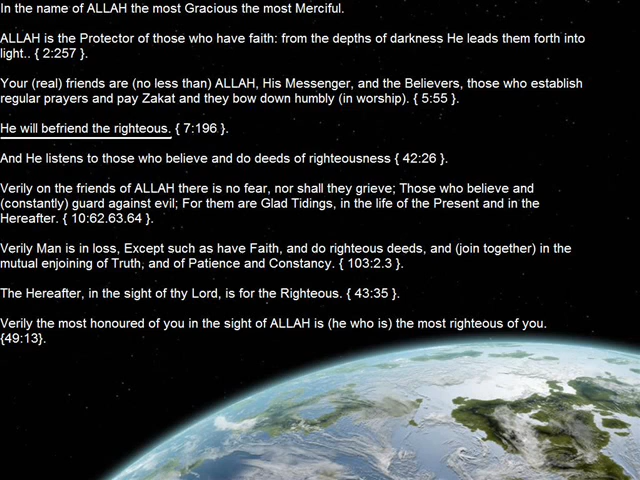 In the name of ALLAH the most Gracious the most Merciful.
ALLAH is the Protector of those who have faith: from the depths of darkness He leads them forth into
light.. { 2:257 }.
Your (real) friends are (no less than) ALLAH, His Messenger, and the Believers, those who establish
regular prayers and pay Zakat and they bow down humbly (in worship). { 5:55 }.
He will befriend the righteous. { 7:196 }.
And He listens to those who believe and do deeds of righteousness { 42:26 }.
Verily on the friends of ALLAH there is no fear, nor shall they grieve; Those who believe and
(constantly) guard against evil; For them are Glad Tidings, in the life of the Present and in the
Hereafter. { 10:62.63.64 }.
Verily Man is in loss, Except such as have Faith, and do righteous deeds, and (join together) in the
mutual enjoining of Truth, and of Patience and Constancy. { 103:2.3 }.
The Hereafter, in the sight of thy Lord, is for the Righteous. { 43:35 }.
Verily the most honoured of you in the sight of ALLAH is (he who is) the most righteous of you.
{49:13}.